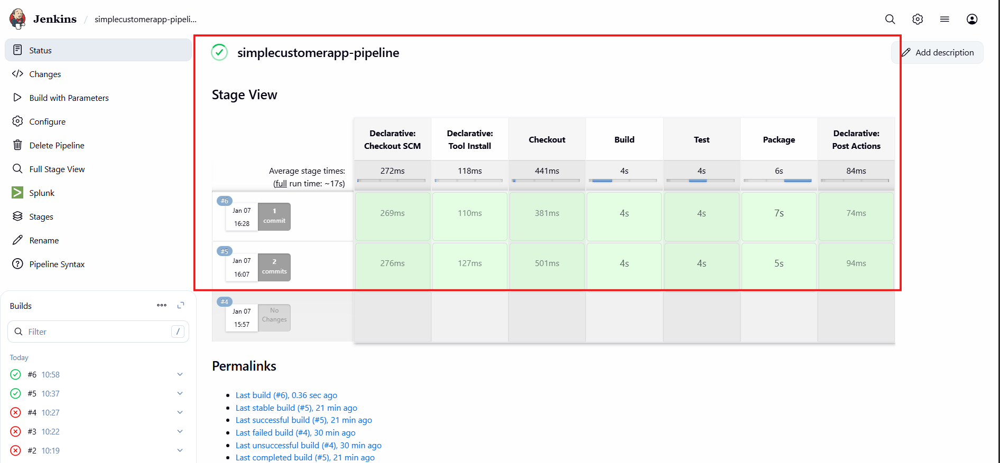 Jenkins / simplecustomerapp-pipeli...
Status
Changes
Build with Parameters
Configure
Delete Pipeline
Full Stage View
Splunk
Stages
Rename
Pipeline Syntax
Builds
Filter /
Today
#6 10:58
#5 10:37
#4 10:27
#3 10:22
#2 10:19
simplecustomerapp-pipeline
Add description
Stage View
Declarative: Checkout SCM
Declarative: Tool Install
Checkout
Build
Test
Package
Declarative: Post Actions
Average stage times:
(full run time: ~17s)
272ms 118ms 441ms 4s 4s 6s 84ms
#6
Jan 07
16:28
1
commit
269ms 110ms 381ms 4s 4s 7s 74ms
#5
Jan 07
16:07
2
commits
276ms 127ms 501ms 4s 4s 5s 94ms
#4
Jan 07
15:57
No
Changes
Permalinks
Last build (#6), 0.36 sec ago
Last stable build (#5), 21 min ago
Last successful build (#5), 21 min ago
Last failed build (#4), 30 min ago
Last unsuccessful build (#4), 30 min ago
Last completed build (#5), 21 min ago